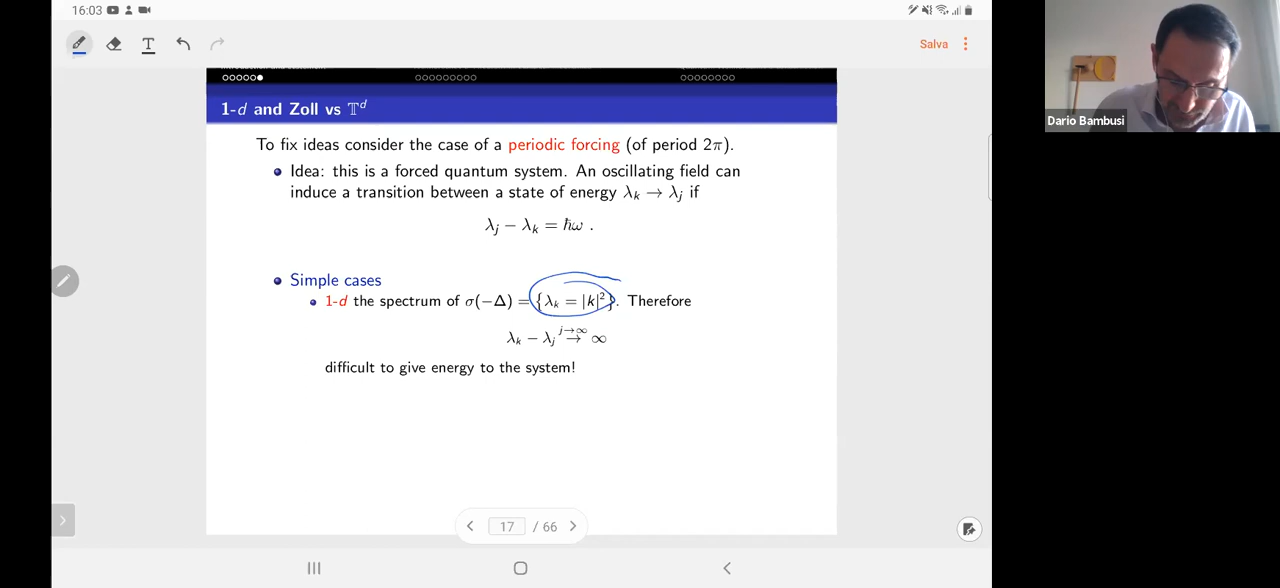 16:03
T
Salva
1-d and Zoll vs 𝕋^d
To fix ideas consider the case of a periodic forcing (of period 2π).
Idea: this is a forced quantum system. An oscillating field can
induce a transition between a state of energy λ_k → λ_j if
λ_j − λ_k = ℏω .
Simple cases
1-d the spectrum of σ(−Δ) = {λ_k = |k|²}. Therefore
λ_k − λ_j →^{j→∞} ∞
difficult to give energy to the system!
17 / 66
Dario Bambusi